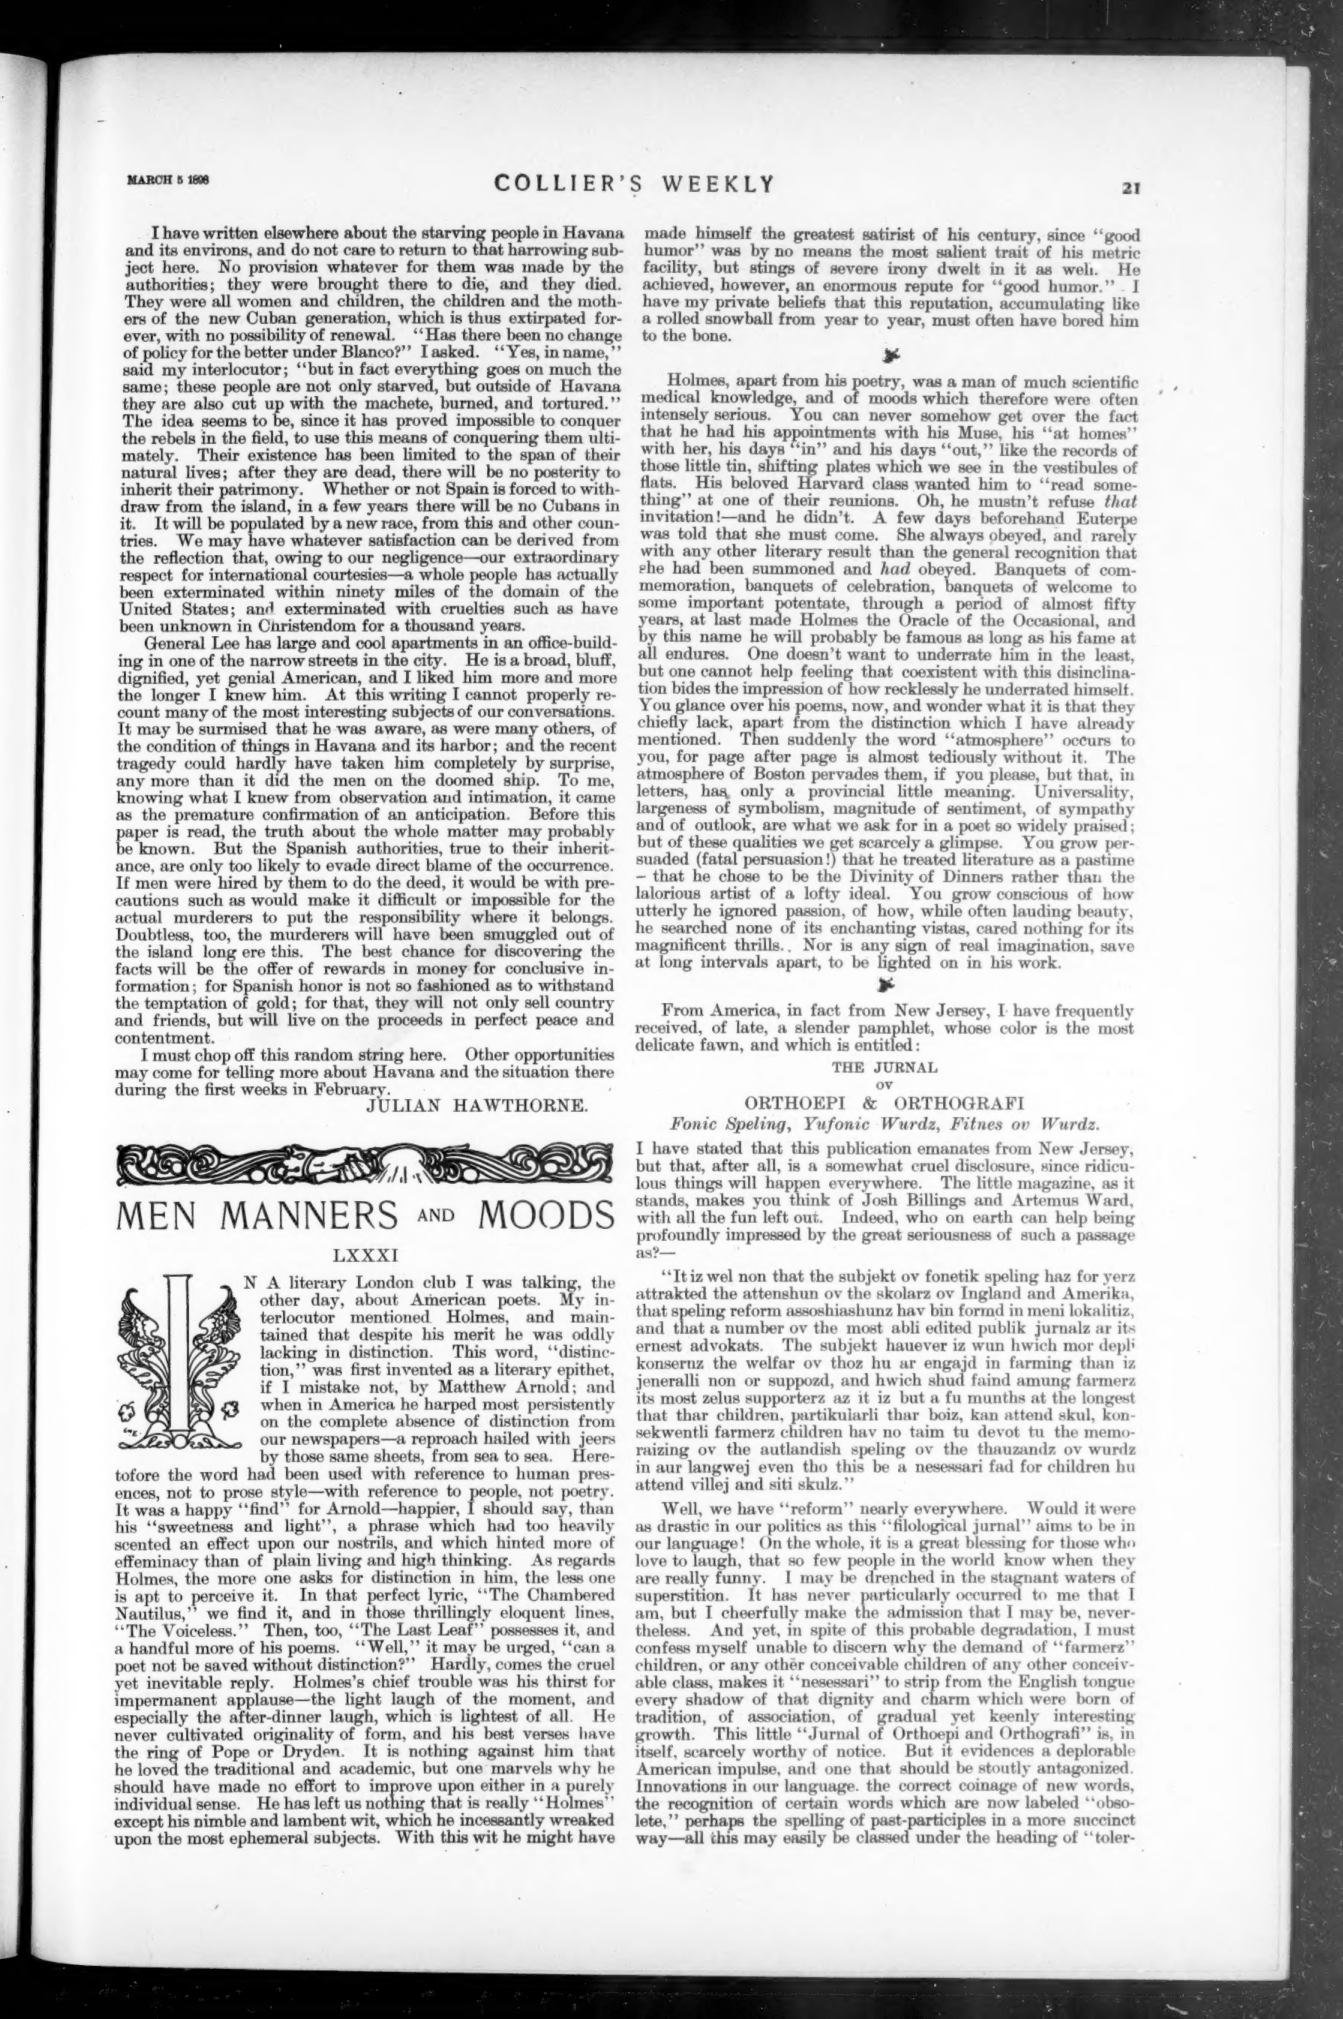 MARCH 5 1898
COLLIER'S WEEKLY
21
I have written elsewhere about the starving people in Havana
and its environs, and do not care to return to that harrowing sub-
ject here. No provision whatever for them was made by the
authorities; they were brought there to die, and they died.
They were all women and children, the children and the moth-
ers of the new Cuban generation, which is thus extirpated for-
ever, with no possibility of renewal. "Has there been no change
of policy for the better under Blanco?" I asked. "Yes, in name,"
said my interlocutor; "but in fact everything goes on much the
same; these people are not only starved, but outside of Havana
they are also cut up with the machete, burned, and tortured."
The idea seems to be, since it has proved impossible to conquer
the rebels in the field, to use this means of conquering them ulti-
mately. Their existence has been limited to the span of their
natural lives; after they are dead, there will be no posterity to
inherit their patrimony. Whether or not Spain is forced to with-
draw from the island, in a few years there will be no Cubans in
it. It will be populated by a new race, from this and other coun-
tries. We may have whatever satisfaction can be derived from
the reflection that, owing to our negligence—our extraordinary
respect for international courtesies—a whole people has actually
been exterminated within ninety miles of the domain of the
United States; and exterminated with cruelties such as have
been unknown in Christendom for a thousand years.
General Lee has large and cool apartments in an office-build-
ing in one of the narrow streets in the city. He is a broad, bluff,
dignified, yet genial American, and I liked him more and more
the longer I knew him. At this writing I cannot properly re-
count many of the most interesting subjects of our conversations.
It may be surmised that he was aware, as were many others, of
the condition of things in Havana and its harbor; and the recent
tragedy could hardly have taken him completely by surprise,
any more than it did the men on the doomed ship. To me,
knowing what I knew from observation and intimation, it came
as the premature confirmation of an anticipation. Before this
paper is read, the truth about the whole matter may probably
be known. But the Spanish authorities, true to their inherit-
ance, are only too likely to evade direct blame of the occurrence.
If men were hired by them to do the deed, it would be with pre-
cautions such as would make it difficult or impossible for the
actual murderers to put the responsibility where it belongs.
Doubtless, too, the murderers will have been smuggled out of
the island long ere this. The best chance for discovering the
facts will be the offer of rewards in money for conclusive in-
formation; for Spanish honor is not so fashioned as to withstand
the temptation of gold; for that, they will not only sell country
and friends, but will live on the proceeds in perfect peace and
contentment.
I must chop off this random string here. Other opportunities
may come for telling more about Havana and the situation there
during the first weeks in February.
JULIAN HAWTHORNE.
MEN MANNERS AND MOODS
LXXXI
IN A literary London club I was talking, the
other day, about American poets. My in-
terlocutor mentioned Holmes, and main-
tained that despite his merit he was oddly
lacking in distinction. This word, "distinc-
tion," was first invented as a literary epithet,
if I mistake not, by Matthew Arnold; and
when in America he harped most persistently
on the complete absence of distinction from
our newspapers—a reproach hailed with jeers
by those same sheets, from sea to sea. Here-
tofore the word had been used with reference to human pres-
ences, not to prose style—with reference to people, not poetry.
It was a happy "find" for Arnold—happier, I should say, than
his "sweetness and light", a phrase which had too heavily
scented an effect upon our nostrils, and which hinted more of
effeminacy than of plain living and high thinking. As regards
Holmes, the more one asks for distinction in him, the less one
is apt to perceive it. In that perfect lyric, "The Chambered
Nautilus," we find it, and in those thrillingly eloquent lines,
"The Voiceless." Then, too, "The Last Leaf" possesses it, and
a handful more of his poems. "Well," it may be urged, "can a
poet not be saved without distinction?" Hardly, comes the cruel
yet inevitable reply. Holmes's chief trouble was his thirst for
impermanent applause—the light laugh of the moment, and
especially the after-dinner laugh, which is lightest of all. He
never cultivated originality of form, and his best verses have
the ring of Pope or Dryden. It is nothing against him that
he loved the traditional and academic, but one marvels why he
should have made no effort to improve upon either in a purely
individual sense. He has left us nothing that is really "Holmes"
except his nimble and lambent wit, which he incessantly wreaked
upon the most ephemeral subjects. With this wit he might have
made himself the greatest satirist of his century, since "good
humor" was by no means the most salient trait of his metric
facility, but stings of severe irony dwelt in it as well. He
achieved, however, an enormous repute for "good humor." I
have my private beliefs that this reputation, accumulating like
a rolled snowball from year to year, must often have bored him
to the bone.
Holmes, apart from his poetry, was a man of much scientific
medical knowledge, and of moods which therefore were often
intensely serious. You can never somehow get over the fact
that he had his appointments with his Muse, his "at homes"
with her, his days "in" and his days "out," like the records of
those little tin, shifting plates which we see in the vestibules of
flats. His beloved Harvard class wanted him to "read some-
thing" at one of their reunions. Oh, he mustn't refuse that
invitation!—and he didn't. A few days beforehand Euterpe
was told that she must come. She always obeyed, and rarely
with any other literary result than the general recognition that
she had been summoned and had obeyed. Banquets of com-
memoration, banquets of celebration, banquets of welcome to
some important potentate, through a period of almost fifty
years, at last made Holmes the Oracle of the Occasional, and
by this name he will probably be famous as long as his fame at
all endures. One doesn't want to underrate him in the least,
but one cannot help feeling that coexistent with this disinclina-
tion bides the impression of how recklessly he underrated himself.
You glance over his poems, now, and wonder what it is that they
chiefly lack, apart from the distinction which I have already
mentioned. Then suddenly the word "atmosphere" occurs to
you, for page after page is almost tediously without it. The
atmosphere of Boston pervades them, if you please, but that, in
letters, has only a provincial little meaning. Universality,
largeness of symbolism, magnitude of sentiment, of sympathy
and of outlook, are what we ask for in a poet so widely praised;
but of these qualities we get scarcely a glimpse. You grow per-
suaded (fatal persuasion!) that he treated literature as a pastime
– that he chose to be the Divinity of Dinners rather than the
lalorious artist of a lofty ideal. You grow conscious of how
utterly he ignored passion, of how, while often lauding beauty,
he searched none of its enchanting vistas, cared nothing for its
magnificent thrills. Nor is any sign of real imagination, save
at long intervals apart, to be lighted on in his work.
From America, in fact from New Jersey, I have frequently
received, of late, a slender pamphlet, whose color is the most
delicate fawn, and which is entitled:
THE JURNAL
OV
ORTHOEPI & ORTHOGRAFI
Fonic Speling, Yufonic Wurdz, Fitnes ov Wurdz.
I have stated that this publication emanates from New Jersey,
but that, after all, is a somewhat cruel disclosure, since ridicu-
lous things will happen everywhere. The little magazine, as it
stands, makes you think of Josh Billings and Artemus Ward,
with all the fun left out. Indeed, who on earth can help being
profoundly impressed by the great seriousness of such a passage
as?—
"It iz wel non that the subjekt ov fonetik speling haz for yerz
attrakted the attenshun ov the skolarz ov Ingland and Amerika,
that speling reform assoshiashunz hav bin formd in meni lokalitiz,
and that a number ov the most abli edited publik jurnalz ar its
ernest advokats. The subjekt hauever iz wun hwich mor depli
konseruz the welfar ov thoz hu ar engajd in farming than iz
jeneralli non or suppozd, and hwich shud faind amung farmerz
its most zelus supporterz az it iz but a fu munths at the longest
that thar children, partikularli thar boiz, kan attend skul, kon-
sekwentli farmerz children hav no taim tu devot tu the memo-
raizing ov the autlandish speling ov the thauzandz ov wurdz
in aur langwej even tho this be a nesessari fad for children hu
attend villej and siti skulz."
Well, we have "reform" nearly everywhere. Would it were
as drastic in our politics as this "filological jurnal" aims to be in
our language! On the whole, it is a great blessing for those who
love to laugh, that so few people in the world know when they
are really funny. I may be drenched in the stagnant waters of
superstition. It has never particularly occurred to me that I
am, but I cheerfully make the admission that I may be, never-
theless. And yet, in spite of this probable degradation, I must
confess myself unable to discern why the demand of "farmerz"
children, or any other conceivable children of any other conceiv-
able class, makes it "nesessari" to strip from the English tongue
every shadow of that dignity and charm which were born of
tradition, of association, of gradual yet keenly interesting
growth. This little "Jurnal of Orthoepi and Orthografi" is, in
itself, scarcely worthy of notice. But it evidences a deplorable
American impulse, and one that should be stoutly antagonized.
Innovations in our language. the correct coinage of new words,
the recognition of certain words which are now labeled "obso-
lete," perhaps the spelling of past-participles in a more succinct
way—all this may easily be classed under the heading of "toler-